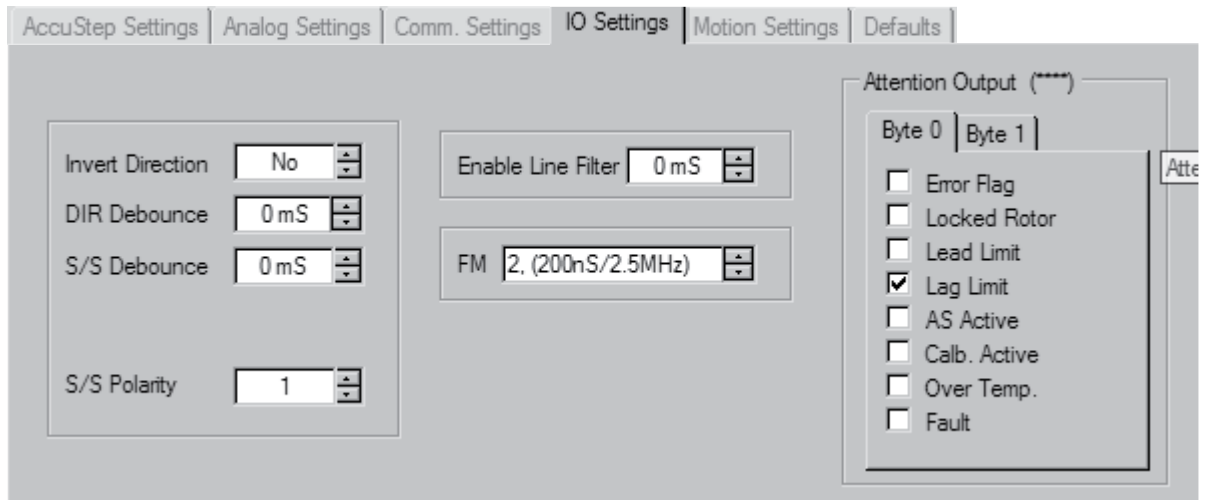 AccuStep Settings Analog Settings Comm. Settings IO Settings Motion Settings Defaults
Attention Output (****)
Byte 0 Byte 1
Invert Direction No
DIR Debounce 0 mS
S/S Debounce 0 mS
S/S Polarity 1
Enable Line Filter 0 mS
FM 2, (200nS/2.5MHz)
Error Flag
Locked Rotor
Lead Limit
Lag Limit
AS Active
Calb. Active
Over Temp.
Fault
Atte